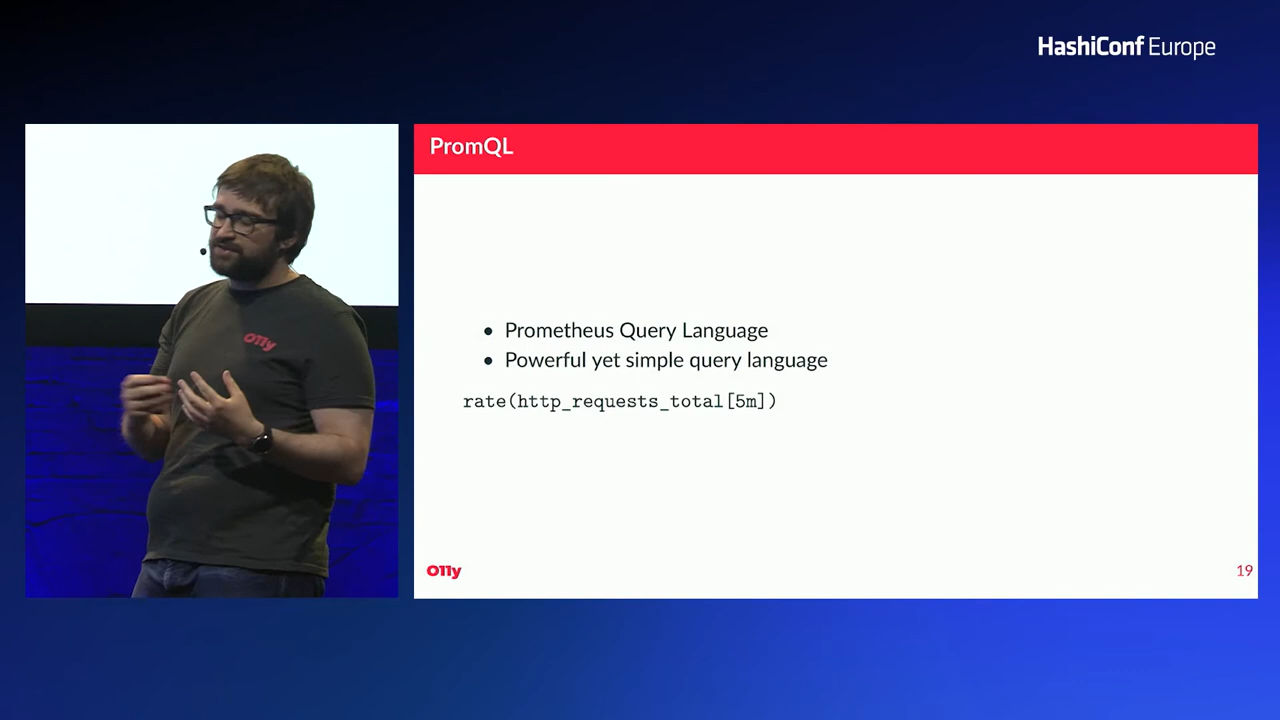 HashiConf Europe
PromQL
O11y
• Prometheus Query Language
• Powerful yet simple query language
rate(http_requests_total[5m])
O11y
19